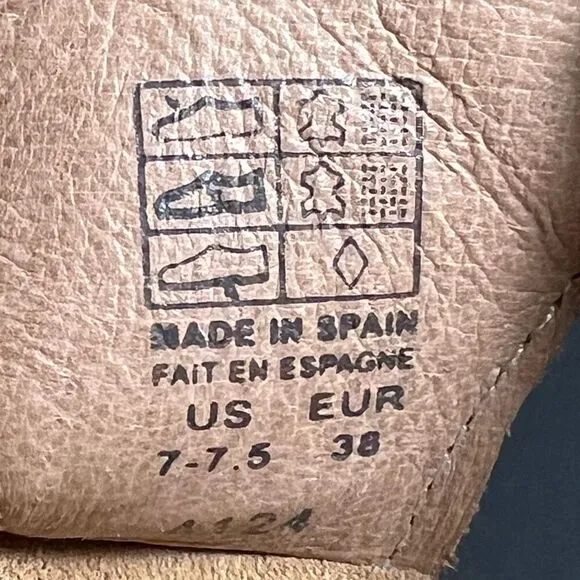 MADE IN SPAIN
FAIT EN ESPAGNE
US EUR
7-7.5 38